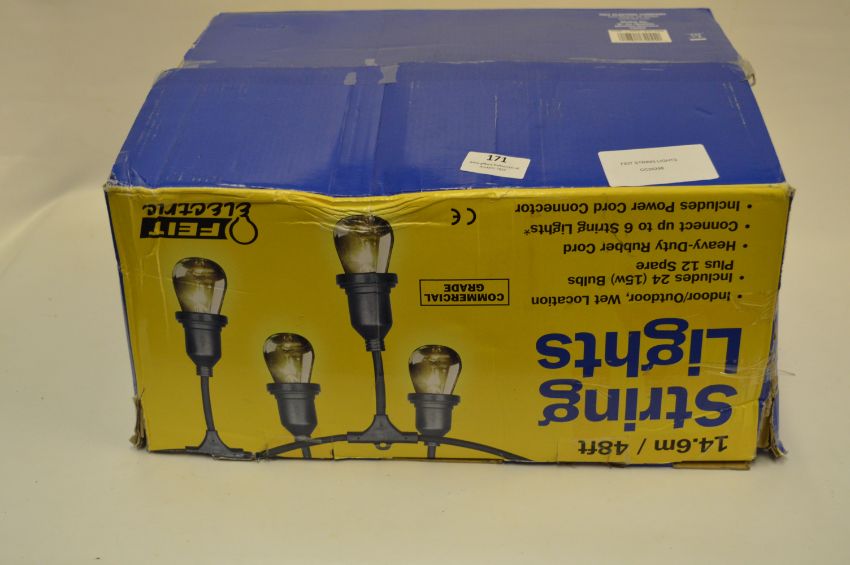 14.6m / 48ft
String
Lights
• Indoor/Outdoor, Wet Location
• Includes 24 (15w) Bulbs
Plus 12 Spare
• Heavy-Duty Rubber Cord
• Connect up to 6 String Lights*
• Includes Power Cord Connector
COMMERCIAL
GRADE
CE
FEIT
ELECTRIC
171
FEIT STRING LIGHTS